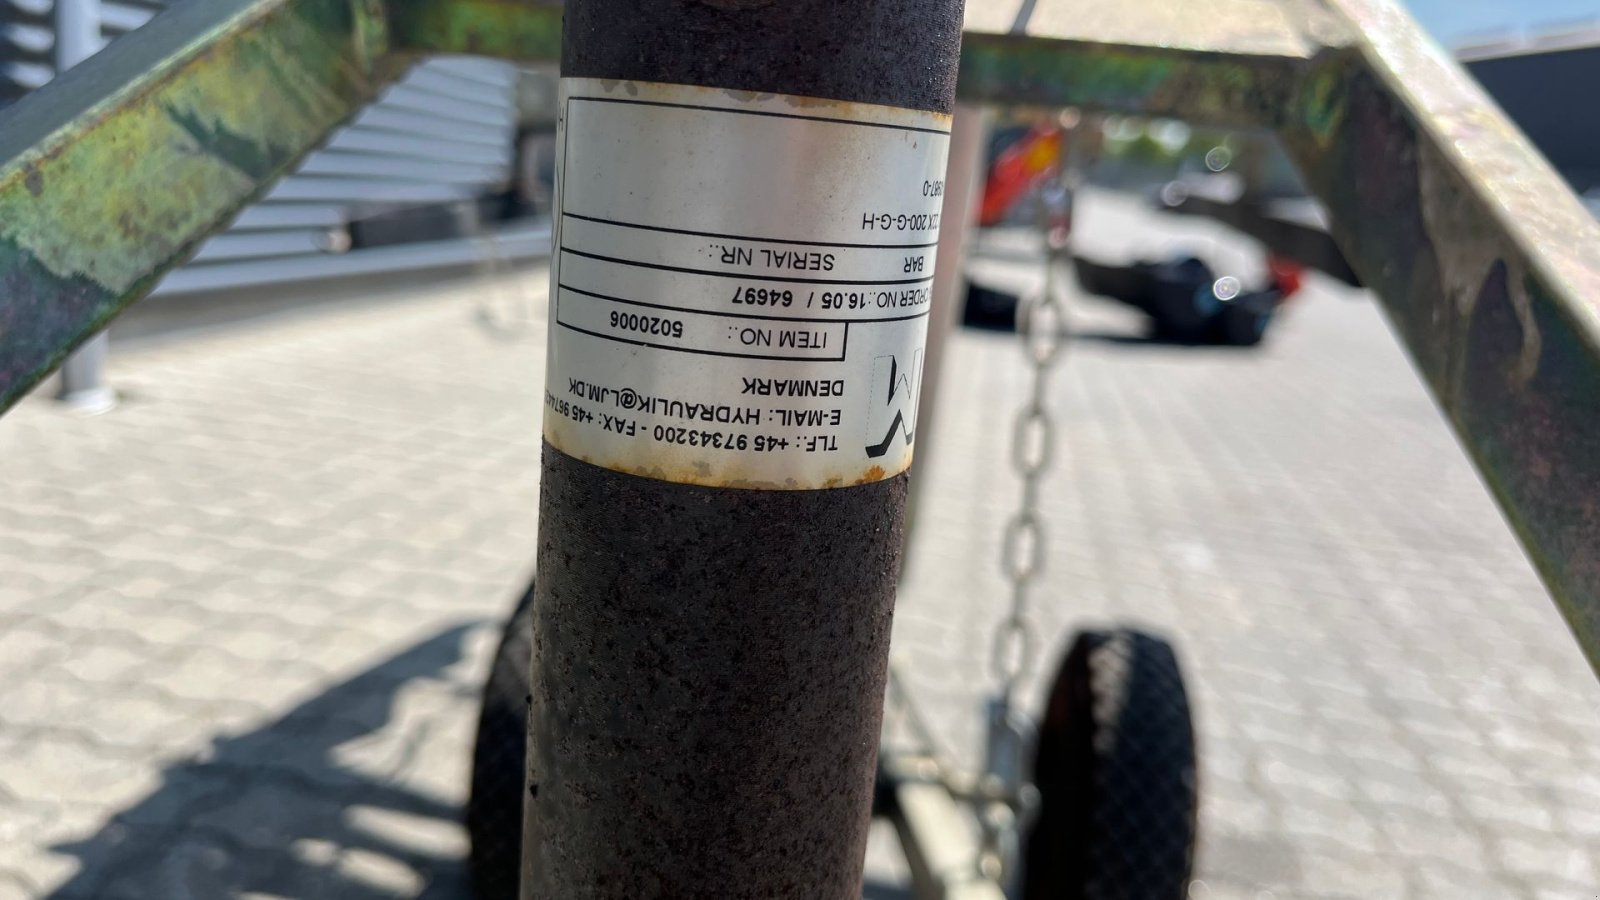 TLF.: +45 97343200 - FAX: +45
E-MAIL: HYDRAULIK@LJM.DK
DENMARK
ITEM NO.: 5020006
ORDER NO.: 16.05 / 64697
BAR SERIAL NR.:
200-G-G-H